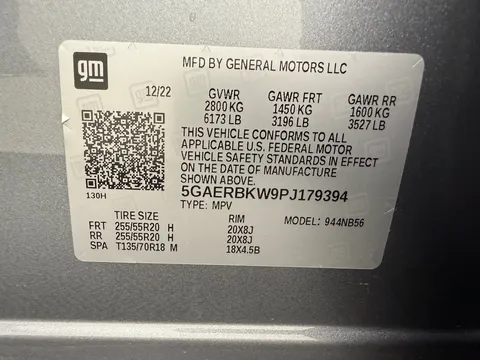 gm
MFD BY GENERAL MOTORS LLC
12/22 GVWR GAWR FRT GAWR RR
2800 KG 1450 KG 1600 KG
6173 LB 3196 LB 3527 LB
THIS VEHICLE CONFORMS TO ALL
APPLICABLE U.S. FEDERAL MOTOR
VEHICLE SAFETY STANDARDS IN EFFECT
ON THE DATE OF MANUFACTURE SHOWN ABOVE.
5GAERBKW9PJ179394
130H TYPE: MPV
TIRE SIZE RIM MODEL: 944NB56
FRT 255/55R20 H 20X8J
RR 255/55R20 H 20X8J
SPA T135/70R18 M 18X4.5B